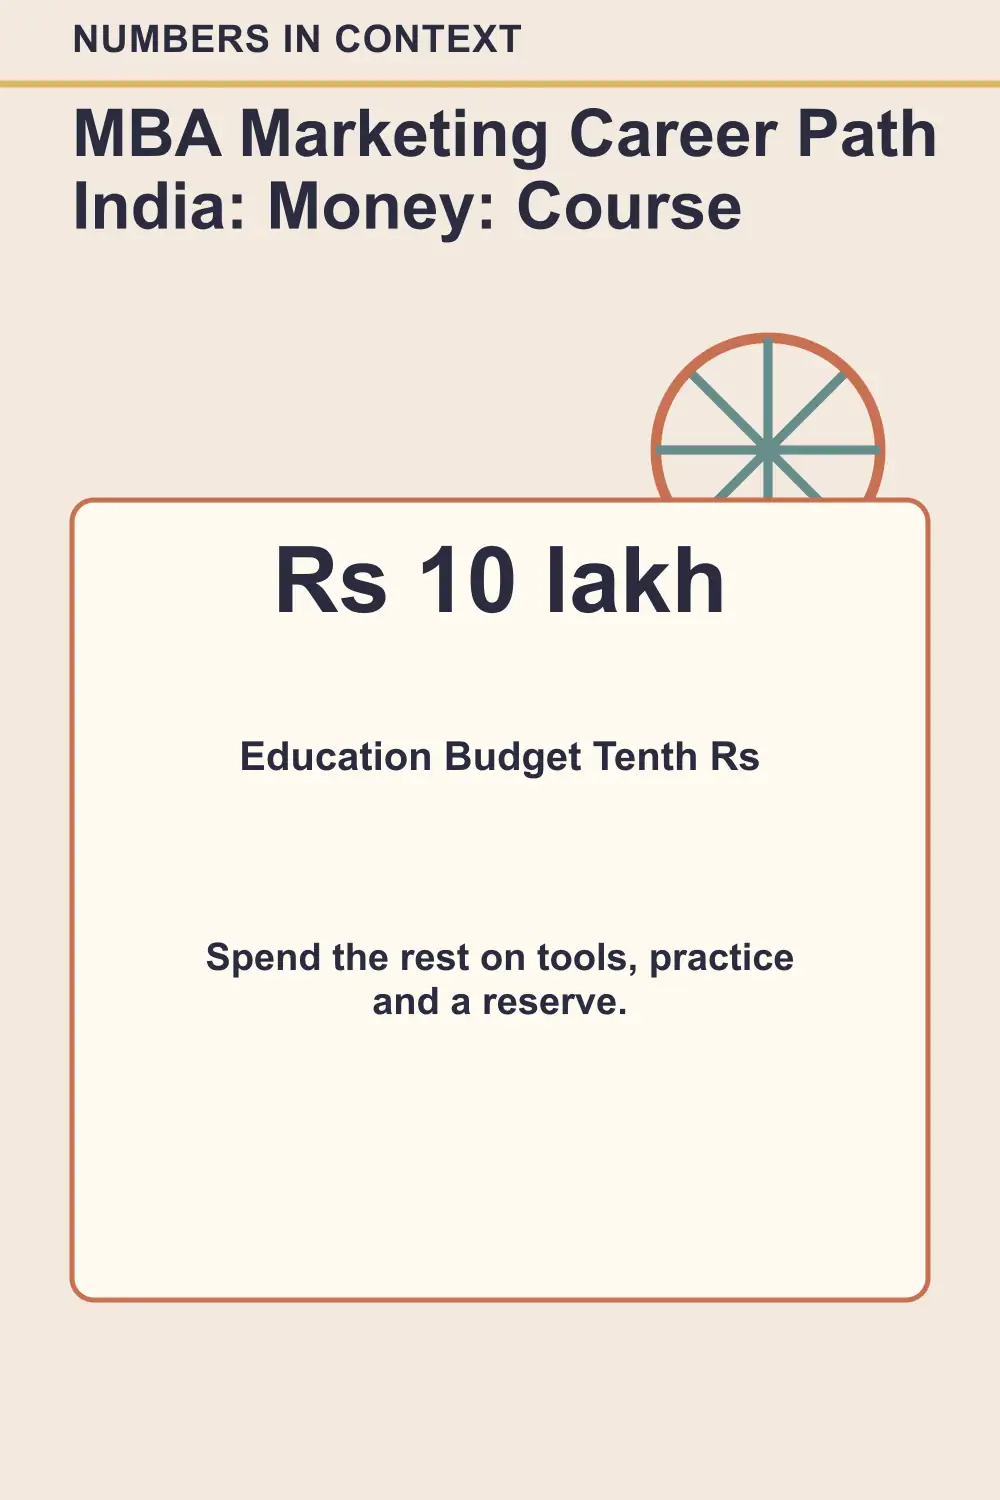 NUMBERS IN CONTEXT
MBA Marketing Career Path
India: Money: Course
Rs 10 lakh
Education Budget Tenth Rs
Spend the rest on tools, practice
and a reserve.